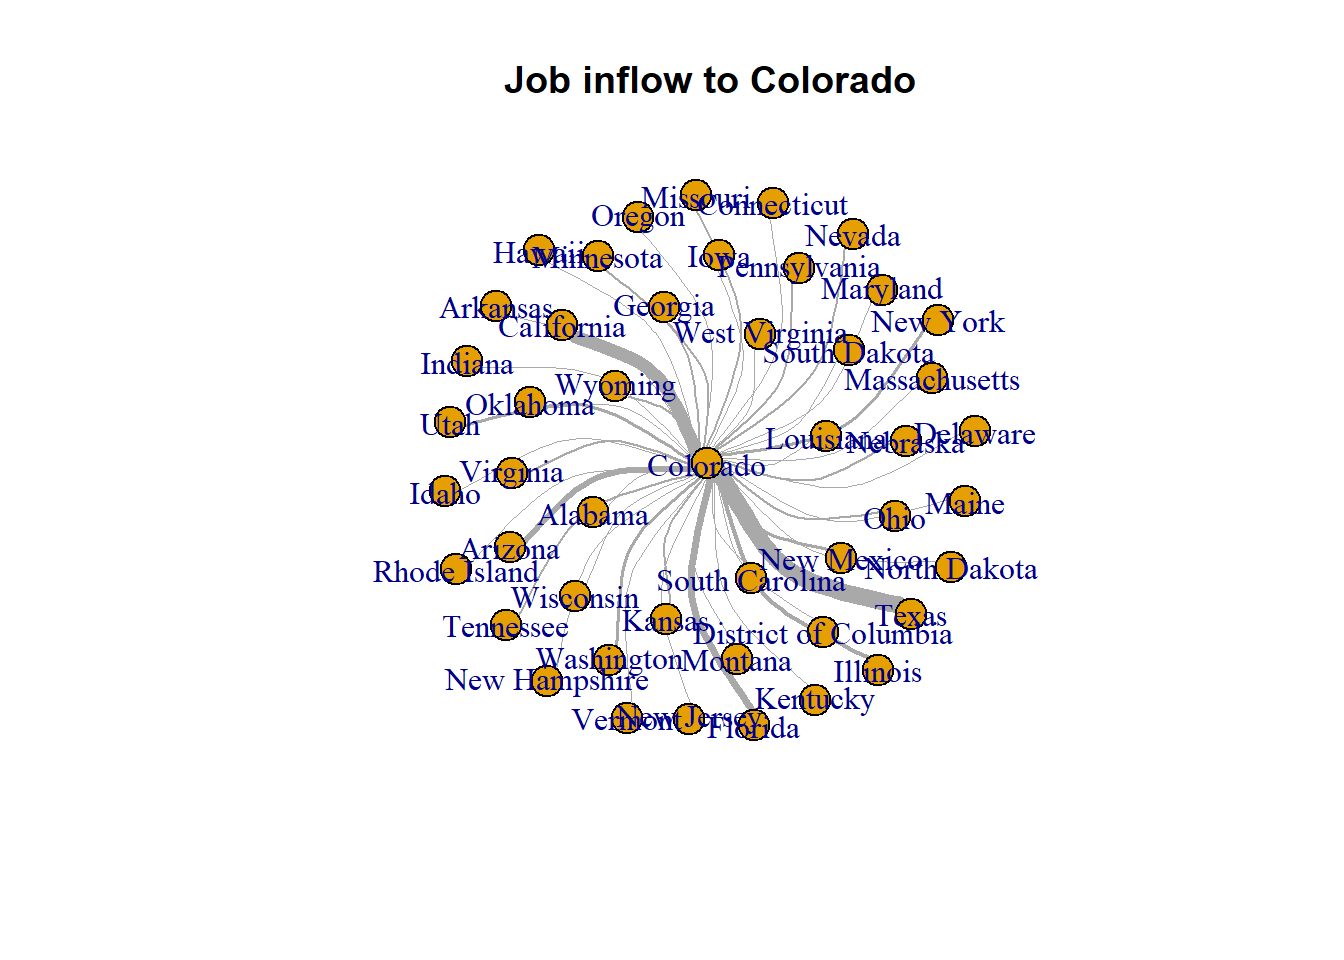 Job inflow to Colorado
Missouri
Connecticut
Oregon
Nevada
Hawaii
Minnesota
Iowa
Pennsylvania
Maryland
Arkansas
Georgia
California
New York
West Virginia
South Dakota
Indiana
Wyoming
Massachusetts
Oklahoma
Utah
Louisiana
Nebraska
Delaware
Colorado
Virginia
Idaho
Alabama
Ohio
Maine
Arizona
Rhode Island
New Mexico
North Dakota
South Carolina
Wisconsin
Texas
Tennessee
Kansas
District of Columbia
Washington
Montana
Illinois
New Hampshire
Kentucky
Vermont
New Jersey
Florida